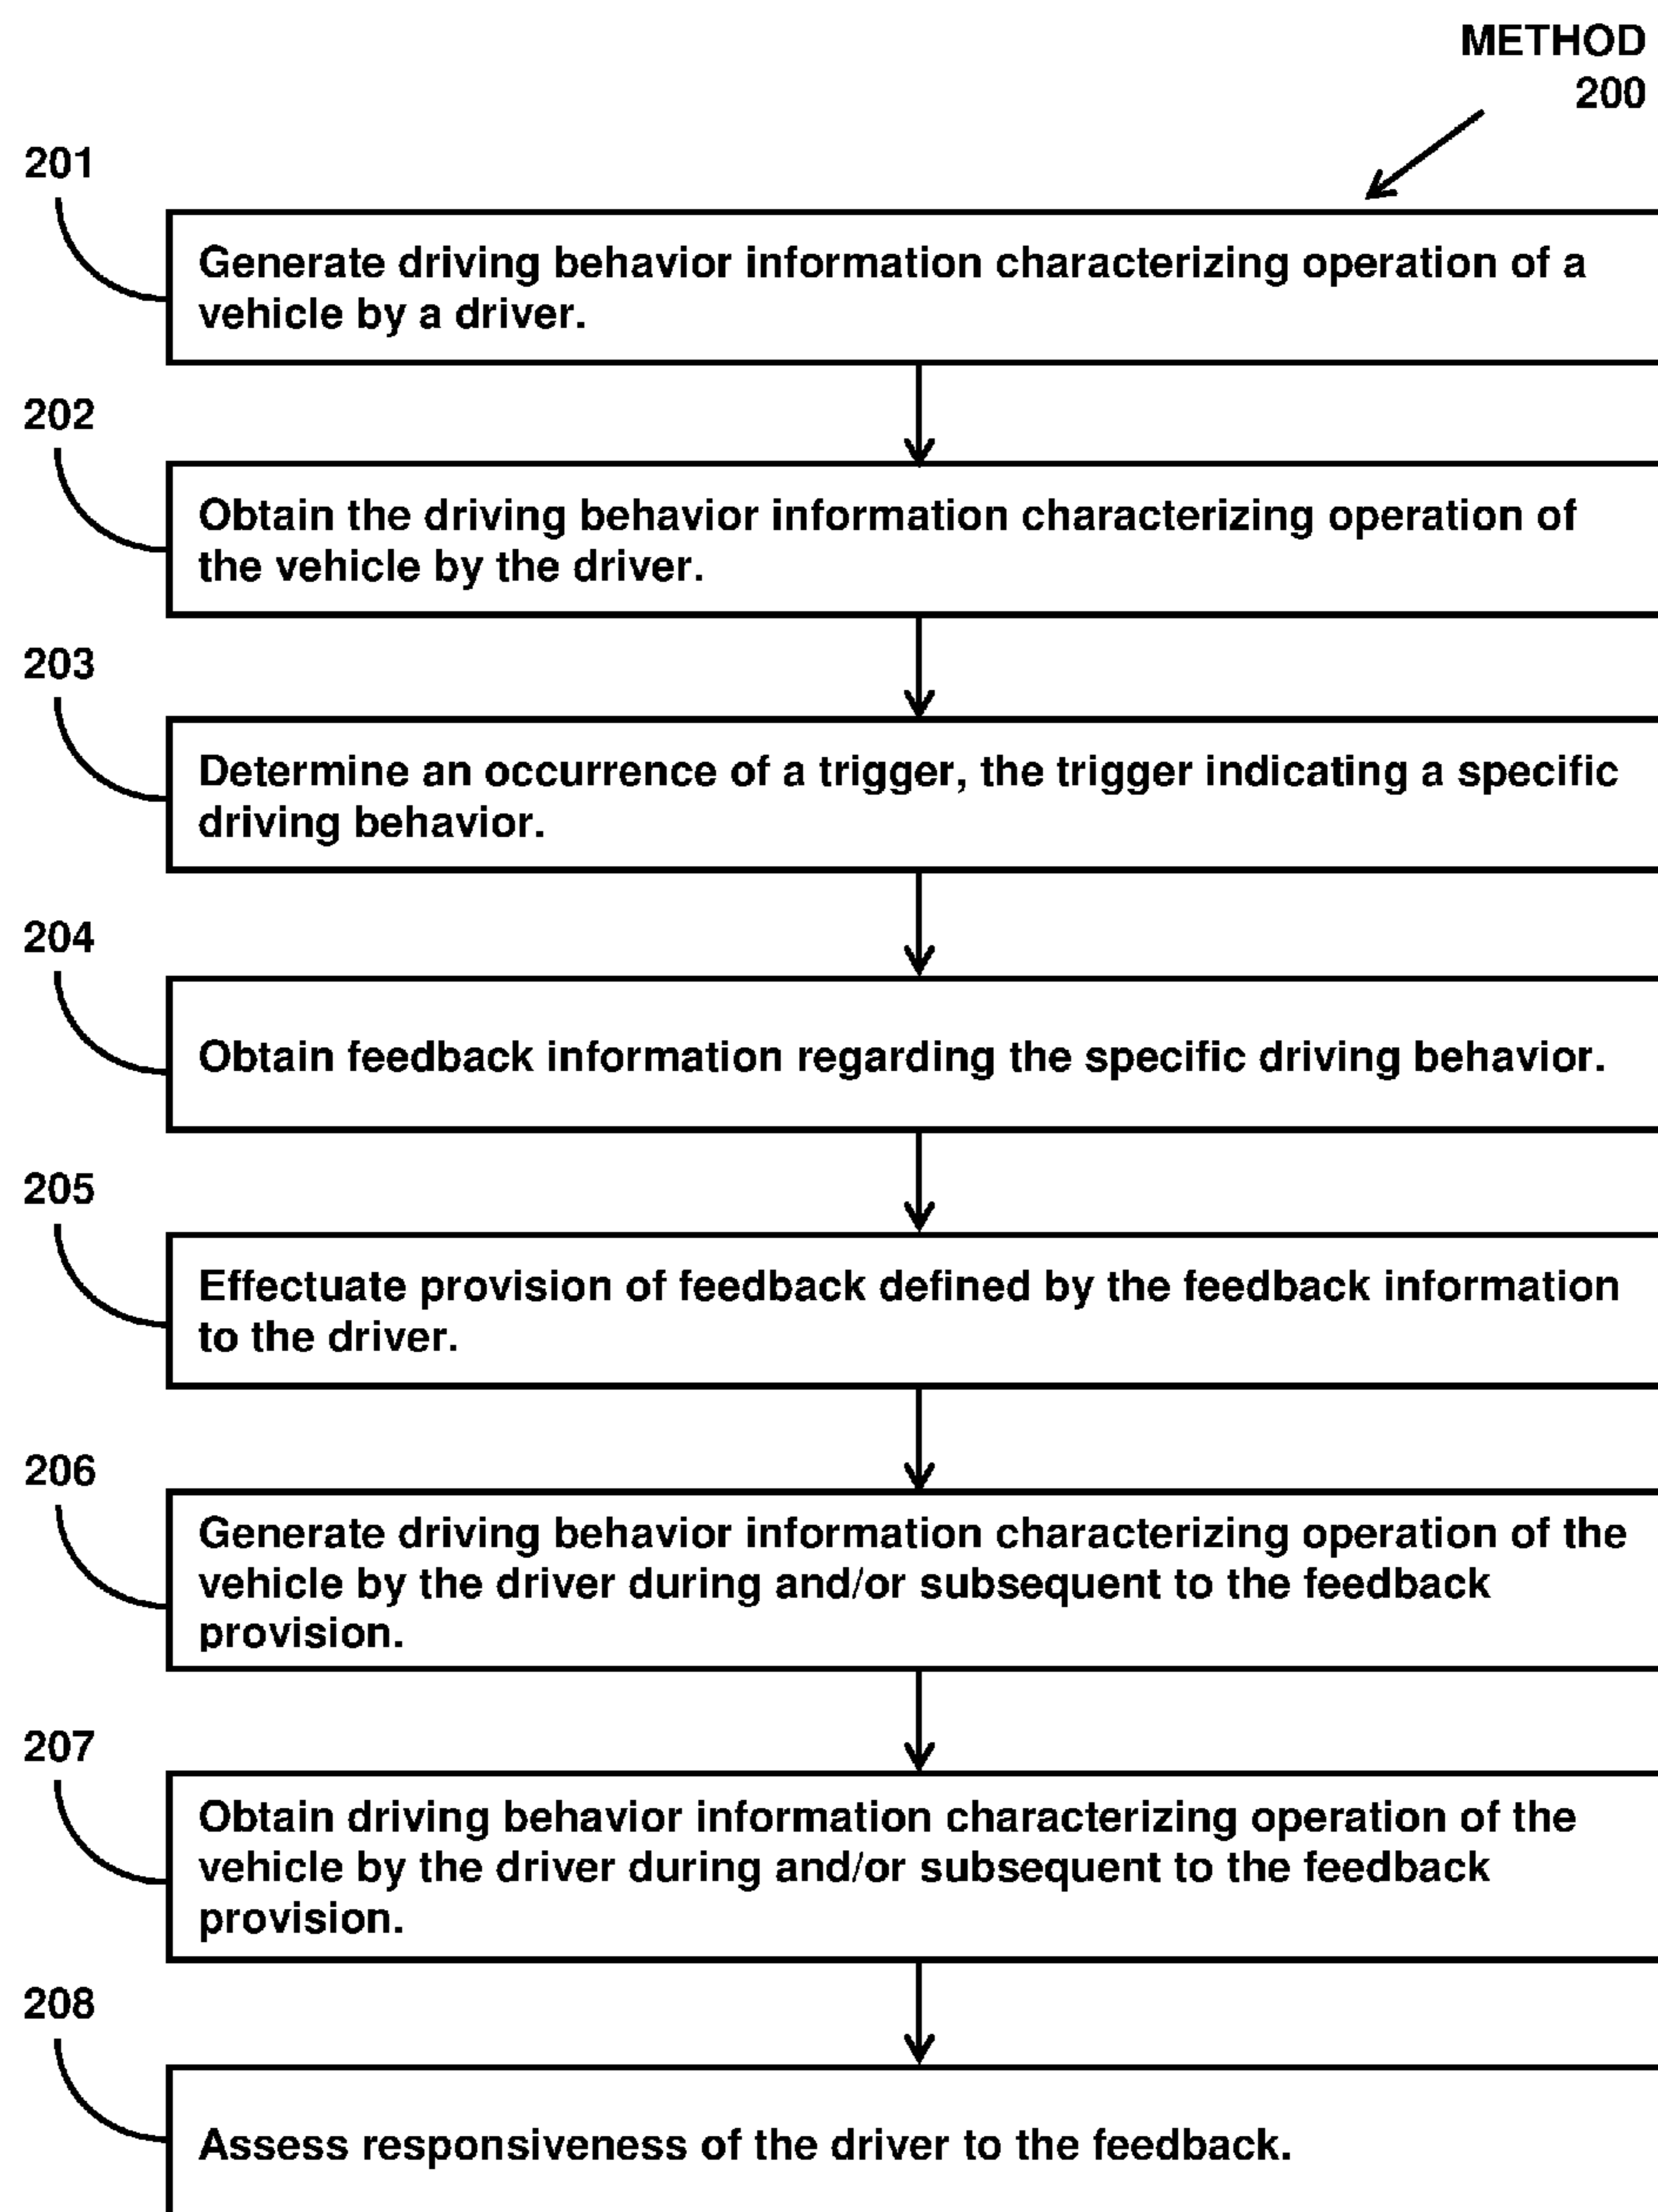 METHOD
200
201
Generate driving behavior information characterizing operation of a
vehicle by a driver.
202
Obtain the driving behavior information characterizing operation of
the vehicle by the driver.
203
Determine an occurrence of a trigger, the trigger indicating a specific
driving behavior.
204
Obtain feedback information regarding the specific driving behavior.
205
Effectuate provision of feedback defined by the feedback information
to the driver.
206
Generate driving behavior information characterizing operation of the
vehicle by the driver during and/or subsequent to the feedback
provision.
207
Obtain driving behavior information characterizing operation of the
vehicle by the driver during and/or subsequent to the feedback
provision.
208
Assess responsiveness of the driver to the feedback.